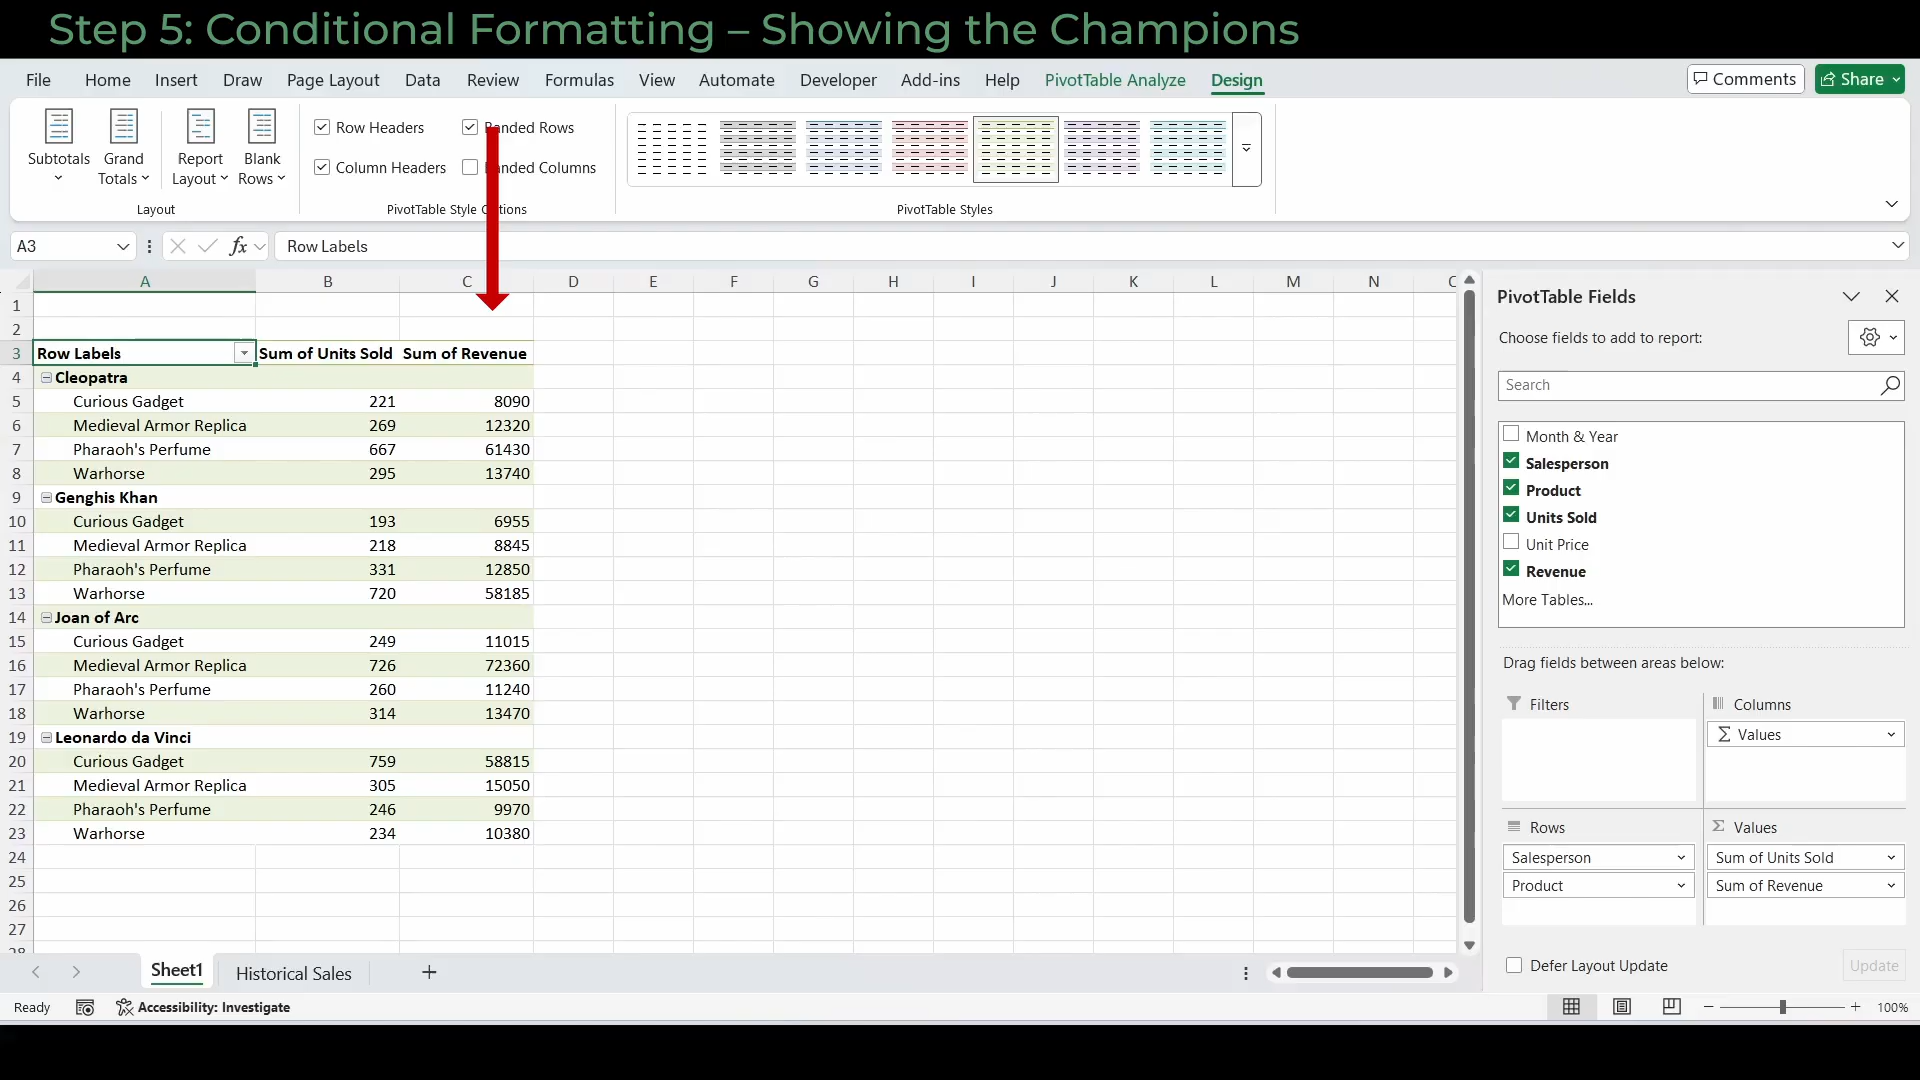 Step 5: Conditional Formatting – Showing the Champions
File Home Insert Draw Page Layout Data Review Formulas View Automate Developer Add-ins Help PivotTable Analyze Design Comments Share
Subtotals Grand Totals Report Layout Blank Rows
Row Headers
Column Headers
Rows
Columns
Layout PivotTable Style PivotTable Styles
A3 fx Row Labels
A B C D E F G H I J K L M N
1
2
3 Row Labels Sum of Units Sold Sum of Revenue
4 Cleopatra
5 Curious Gadget 221 8090
6 Medieval Armor Replica 269 12320
7 Pharaoh's Perfume 667 61430
8 Warhorse 295 13740
9 Genghis Khan
10 Curious Gadget 193 6955
11 Medieval Armor Replica 218 8845
12 Pharaoh's Perfume 331 12850
13 Warhorse 720 58185
14 Joan of Arc
15 Curious Gadget 249 11015
16 Medieval Armor Replica 726 72360
17 Pharaoh's Perfume 260 11240
18 Warhorse 314 13470
19 Leonardo da Vinci
20 Curious Gadget 759 58815
21 Medieval Armor Replica 305 15050
22 Pharaoh's Perfume 246 9970
23 Warhorse 234 10380
24
25
26
27
PivotTable Fields
Choose fields to add to report:
Search
Month & Year
Salesperson
Product
Units Sold
Unit Price
Revenue
More Tables...
Drag fields between areas below:
Filters
Columns
Σ Values
Rows
Salesperson
Product
Σ Values
Sum of Units Sold
Sum of Revenue
Defer Layout Update Update
Sheet1 Historical Sales
Ready Accessibility: Investigate 100%